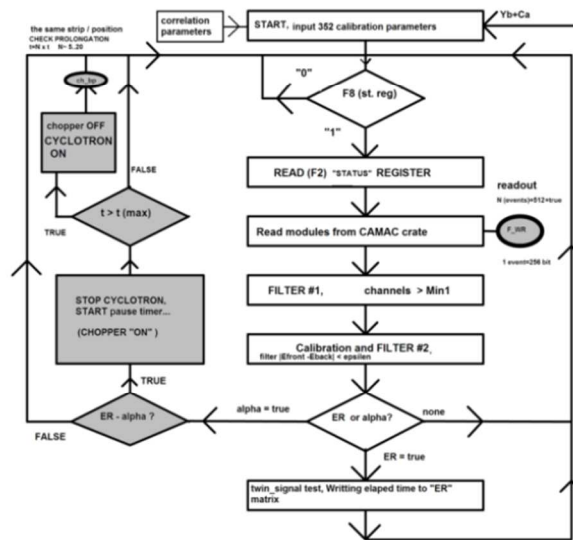 the same strip / position
CHECK PROLONGATION
t=N x t N~ 5..20
ch_bp
chopper OFF
CYCLOTRON
ON
FALSE
t > t (max)
TRUE
STOP CYCLOTRON,
START pause timer...
(CHOPPER "ON" )
TRUE
ER - alpha ?
FALSE
correlation
parameters
START, input 352 calibration parameters
Yb+Ca
"0"
F8 (st. reg)
"1"
READ (F2) "STATUS" REGISTER
readout
N (events)=512=true
Read modules from CAMAC crate
F_WR
1 event=256 bit
FILTER #1, channels > Min1
Calibration and FILTER #2,
filter |Efront -Eback| < epsilen
alpha = true
ER or alpha?
none
ER = true
twin_signal test, Writting elaped time to "ER"
matrix